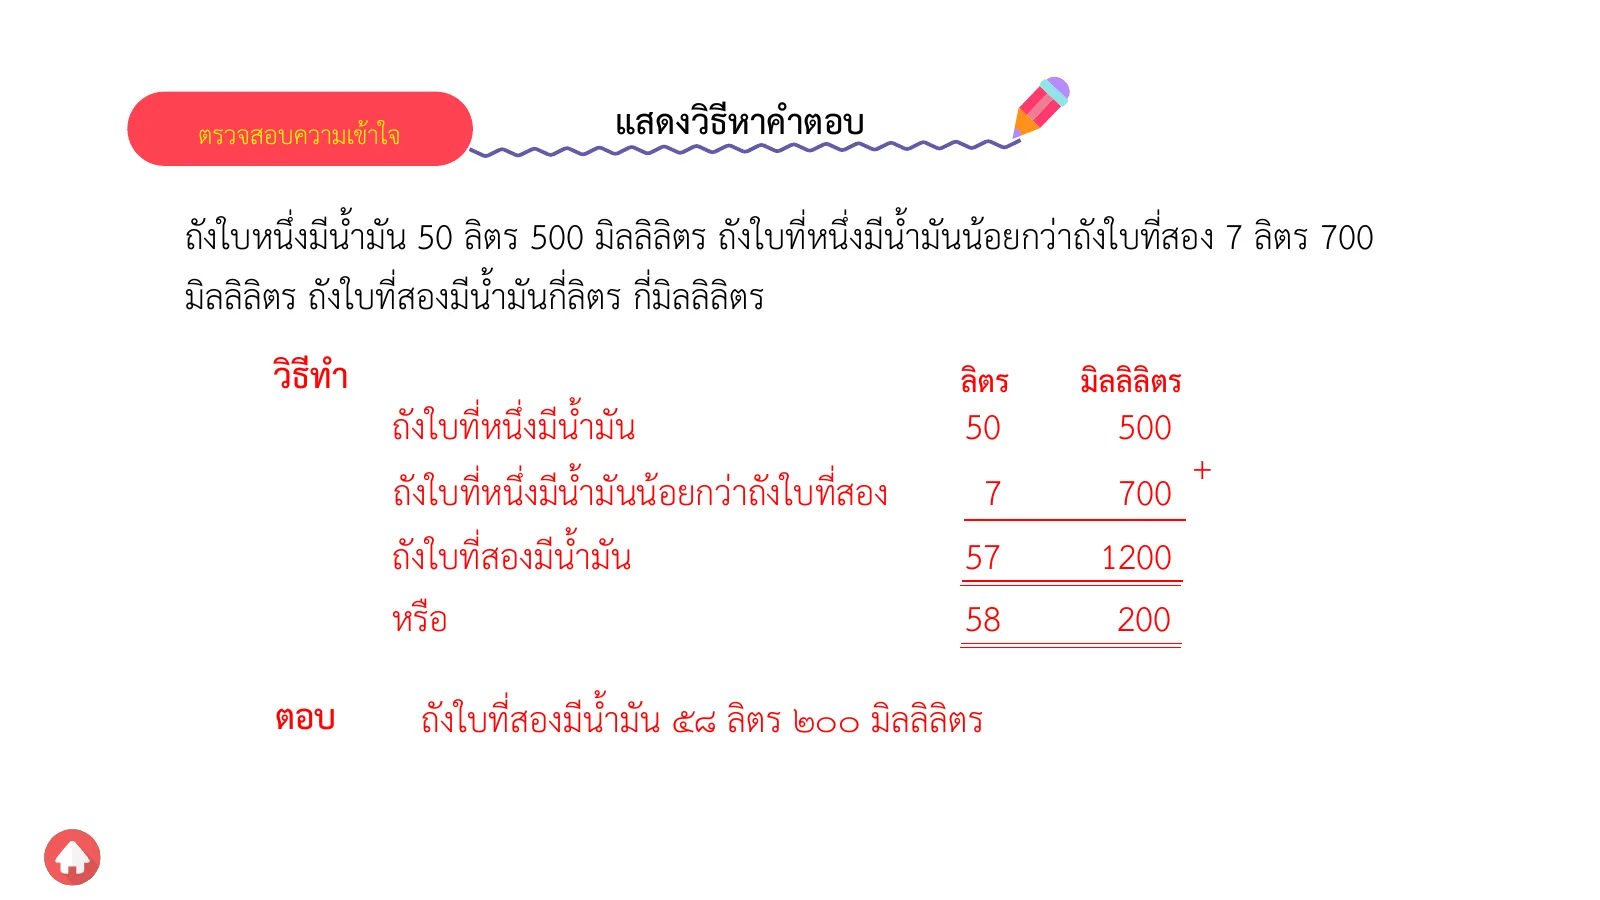 ตรวจสอบความเข้าใจ
แสดงวิธีหาคำตอบ
ถังใบหนึ่งมีน้ำมัน 50 ลิตร 500 มิลลิลิตร ถังใบที่หนึ่งมีน้ำมันน้อยกว่าถังใบที่สอง 7 ลิตร 700
มิลลิลิตร ถังใบที่สองมีน้ำมันกี่ลิตร กี่มิลลิลิตร
วิธีทำ ลิตร มิลลิลิตร
ถังใบที่หนึ่งมีน้ำมัน 50 500
+
ถังใบที่หนึ่งมีน้ำมันน้อยกว่าถังใบที่สอง 7 700
ถังใบที่สองมีน้ำมัน 57 1200
หรือ 58 200
ตอบ ถังใบที่สองมีน้ำมัน ๕๘ ลิตร ๒๐๐ มิลลิลิตร